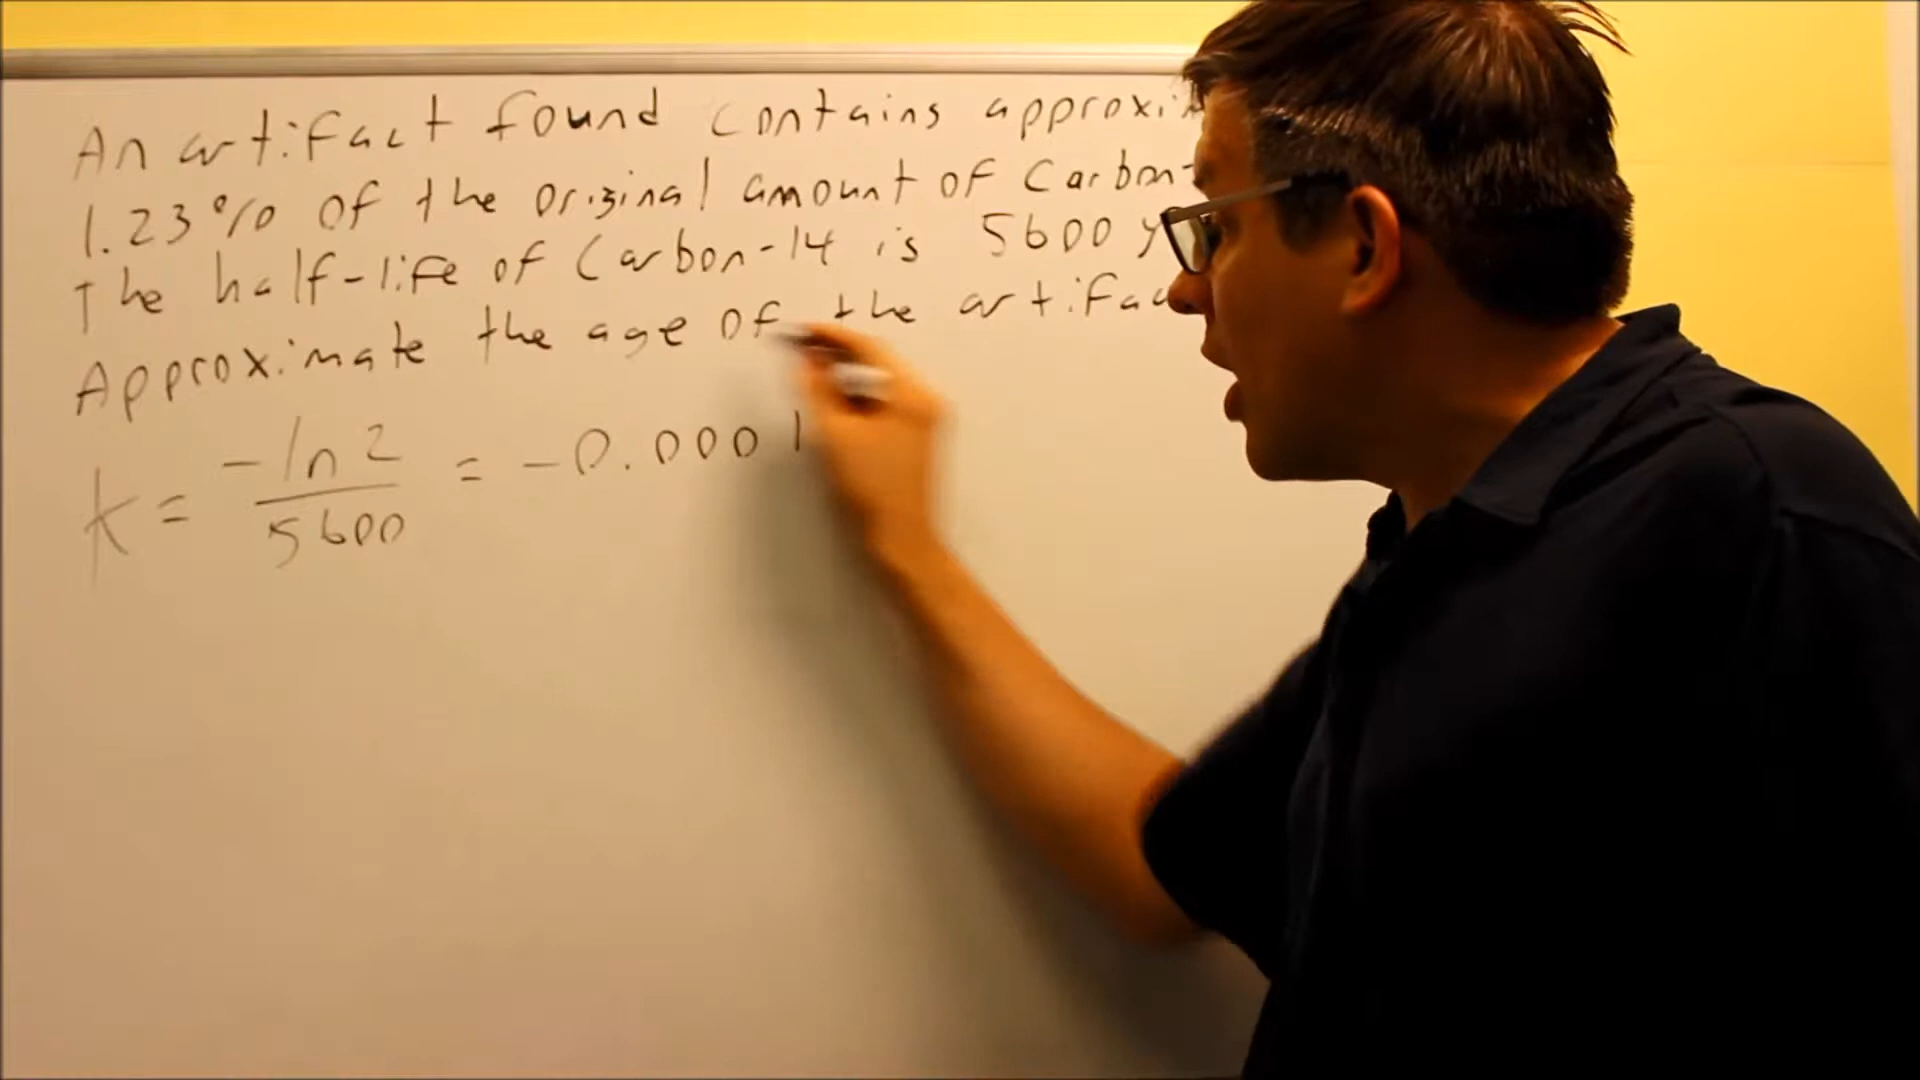 An artifact found contains approxi
1.23% of the original amount of Carbon-
The half-life of Carbon-14 is 5600 y
Approximate the age of the artifac
k = -ln 2 / 5600 = -0.0001